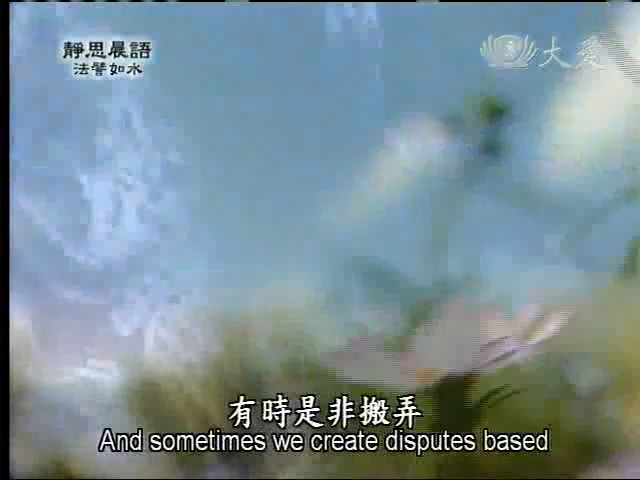 靜思晨語
法譬如水
大愛
有時是非搬弄
And sometimes we create disputes based